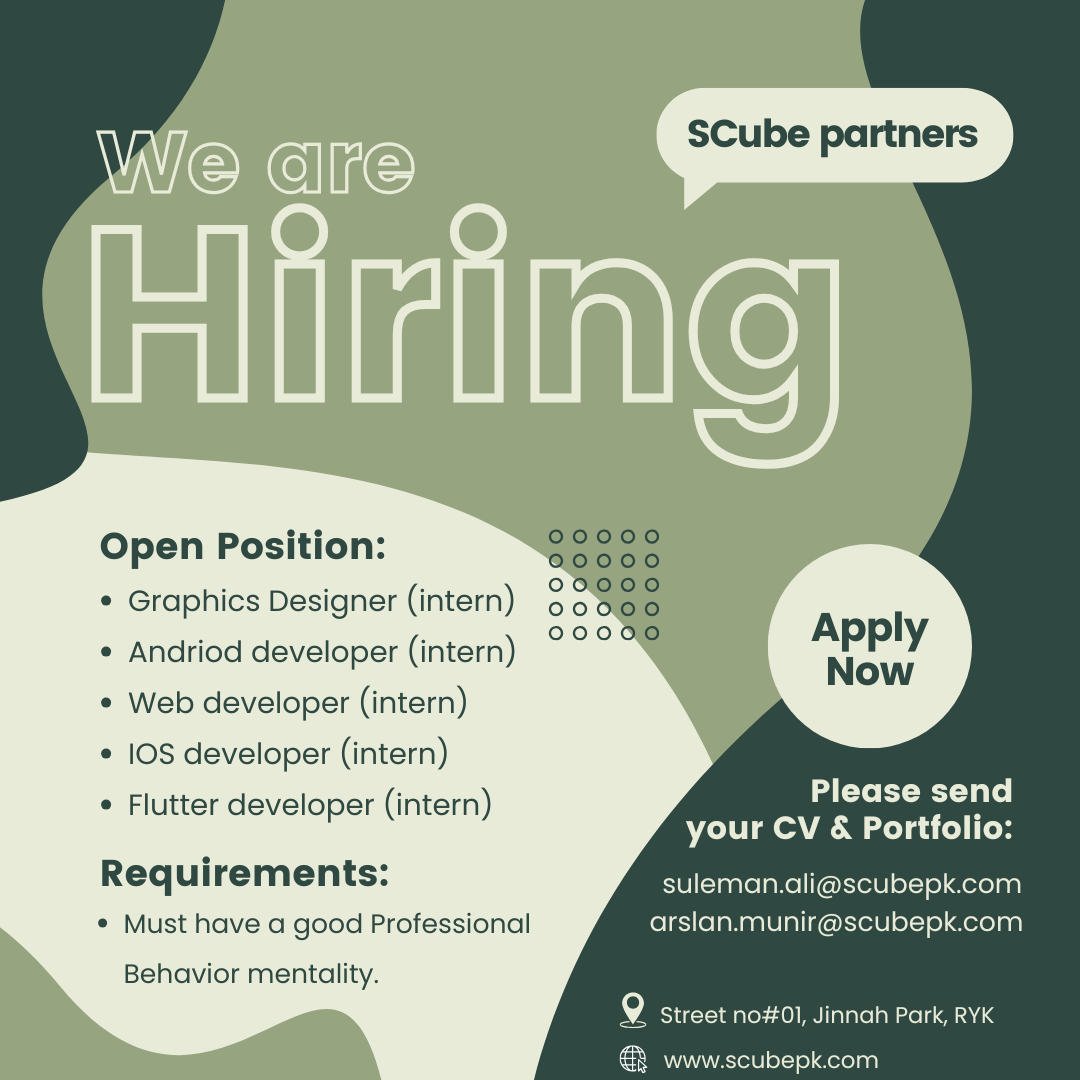 SCube partners
We are
Hiring
Open Position:
• Graphics Designer (intern)
• Andriod developer (intern)
• Web developer (intern)
• IOS developer (intern)
• Flutter developer (intern)
Requirements:
• Must have a good Professional
Behavior mentality.
Apply
Now
Please send
your CV & Portfolio:
suleman.ali@scubepk.com
arslan.munir@scubepk.com
Street no#01, Jinnah Park, RYK
www.scubepk.com